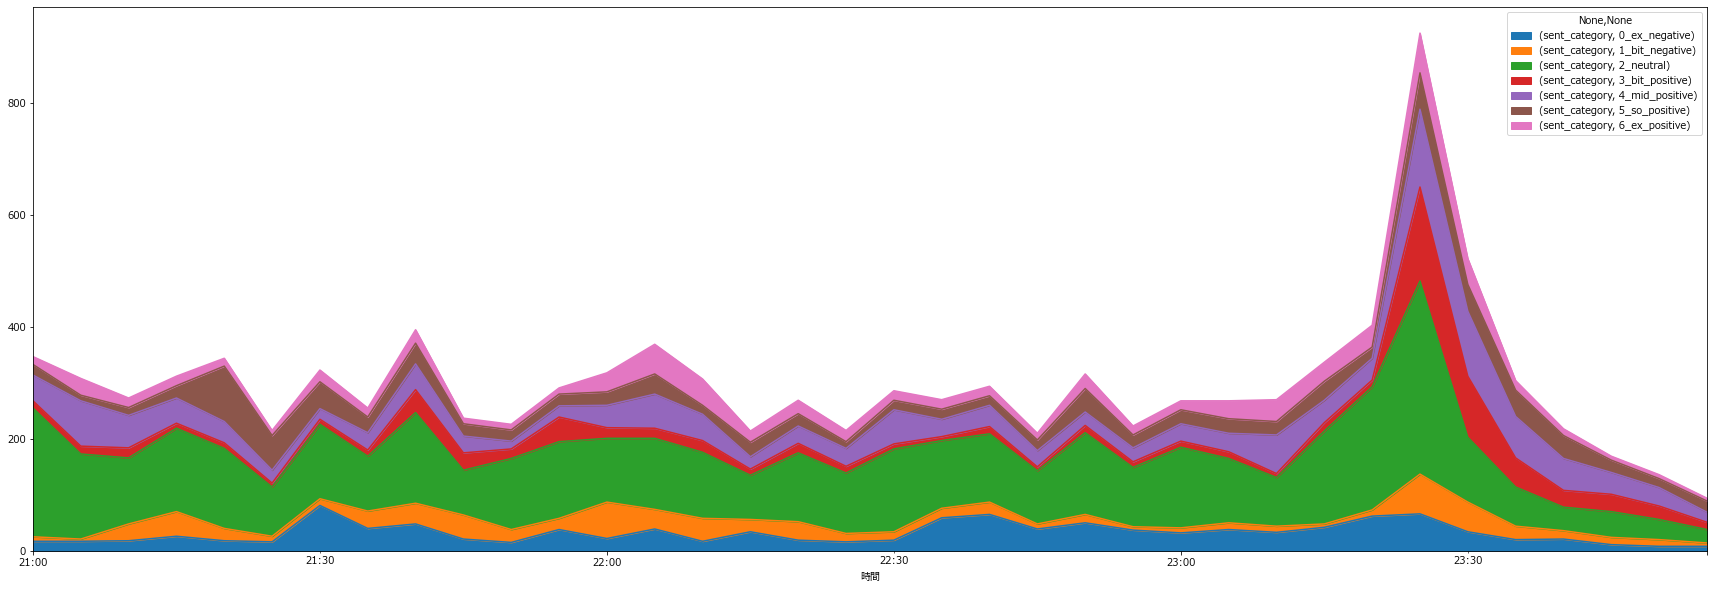 None,None
(sent_category, 0_ex_negative)
(sent_category, 1_bit_negative)
(sent_category, 2_neutral)
(sent_category, 3_bit_positive)
(sent_category, 4_mid_positive)
(sent_category, 5_so_positive)
(sent_category, 6_ex_positive)
800
600
400
200
0
21:00 21:30 22:00 22:30 23:00 23:30
時間